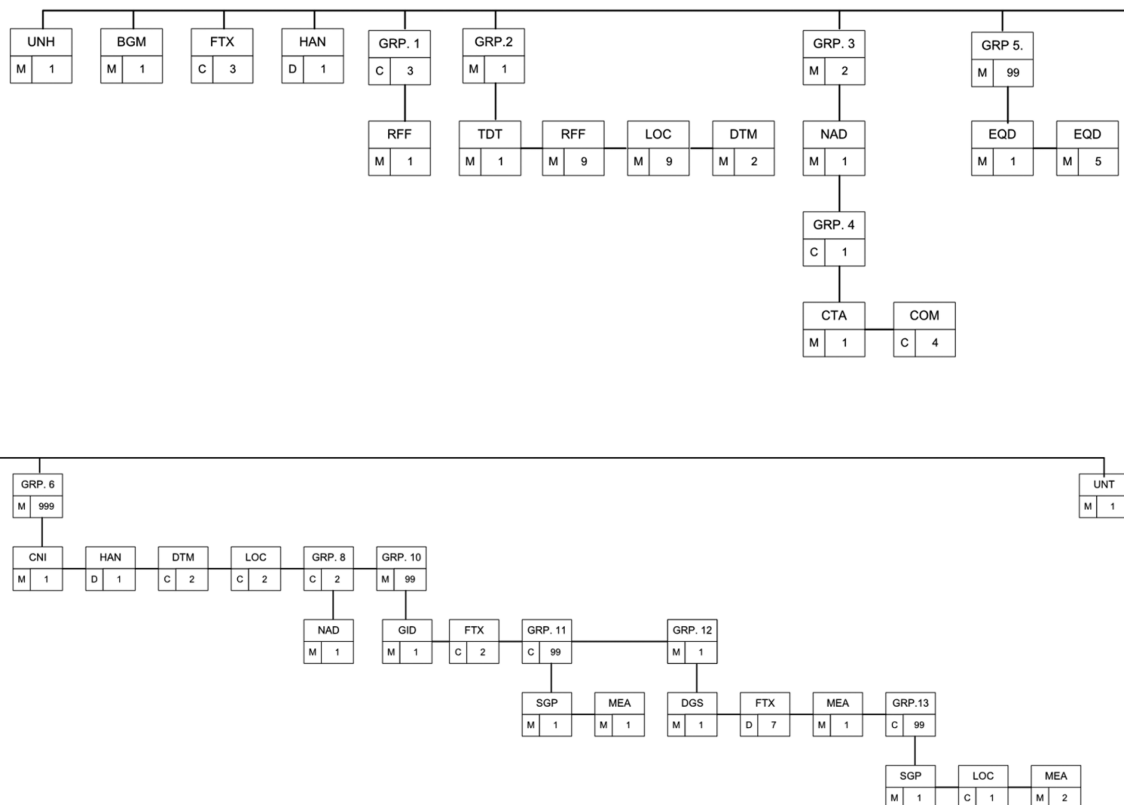 UNH BGM FTX HAN GRP. 1 GRP.2 GRP. 3 GRP 5.
M 1 M 1 C 3 D 1 C 3 M 1 M 2 M 99
RFF TDT RFF LOC DTM NAD EQD EQD
M 1 M 1 M 9 M 9 M 2 M 1 M 1 M 5
GRP. 4
C 1
CTA COM
M 1 C 4
GRP. 6 UNT
M 999 M 1
CNI HAN DTM LOC GRP. 8 GRP. 10
M 1 D 1 C 2 C 2 C 2 M 99
NAD GID FTX GRP. 11 GRP. 12
M 1 M 1 C 2 C 99 M 1
SGP MEA DGS FTX MEA GRP.13
M 1 M 1 M 1 D 7 M 1 C 99
SGP LOC MEA
M 1 C 1 M 2